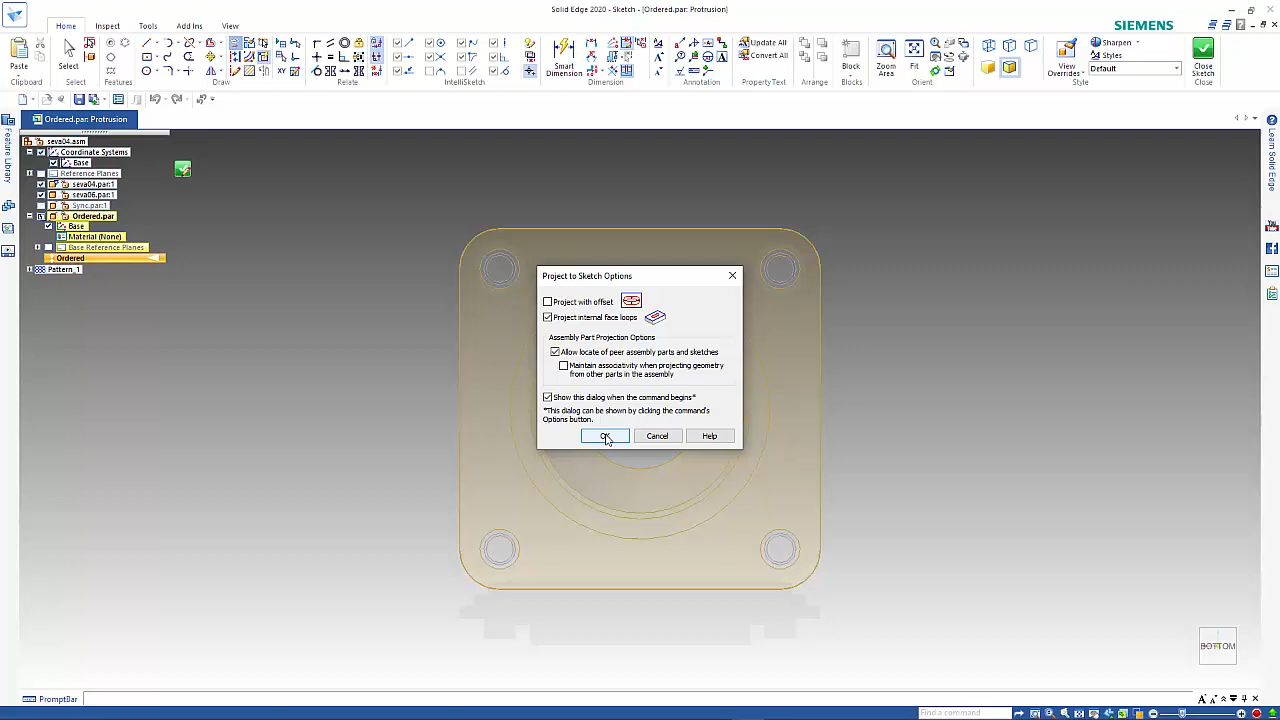 Solid Edge 2020 - Sketch - [Ordered.par: Protrusion]
Home Inspect Tools Add Ins View
SIEMENS
Paste
Select
Smart
Dimension
Update All
Convert All
Block
Zoom
Area
Fit
View
Overrides
Sharpen
Styles
Default
Close
Sketch
Clipboard Select Features Draw Relate IntelliSketch Dimension Annotation PropertyText Arrange Blocks Orient Style Close
Ordered.par: Protrusion
Feature Library
Learn Solid Edge
seva04.asm
Coordinate Systems
Base
Reference Planes
seva04.par:1
seva06.par:1
Sync.par:1
Ordered.par
Base
Material (None)
Base Reference Planes
Ordered
Pattern_1
Project to Sketch Options
Project with offset
Project internal face loops
Assembly Part Projection Options
Allow locate of peer assembly parts and sketches
Maintain associativity when projecting geometry
from other parts in the assembly
Show this dialog when the command begins*
*This dialog can be shown by clicking the command's
Options button.
OK Cancel Help
BOTTOM
PromptBar
Find a command